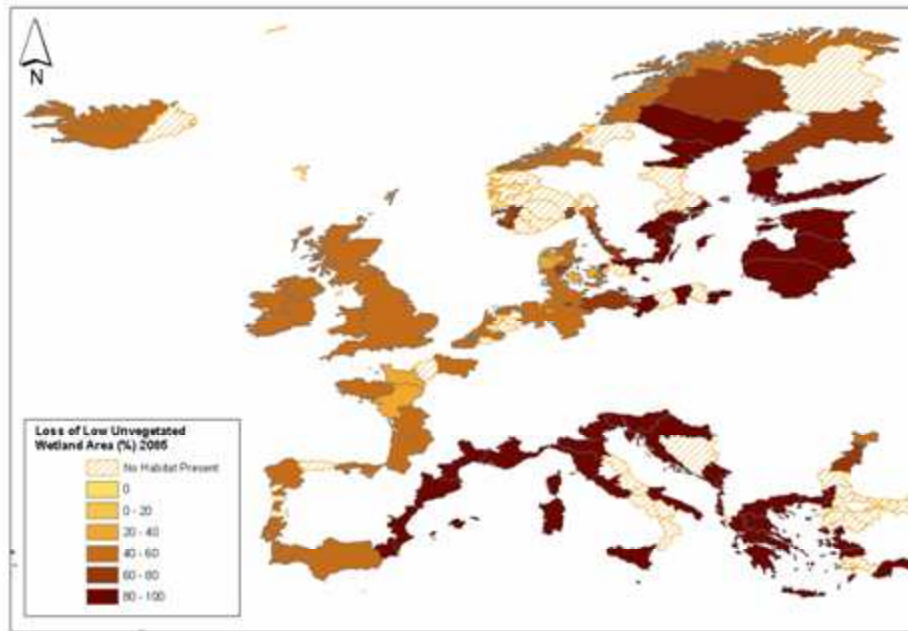 N
Loss of Low Unvegetated
Wetland Area (%) 2085
No Habitat Present
0
0 - 20
20 - 40
40 - 60
60 - 80
80 - 100